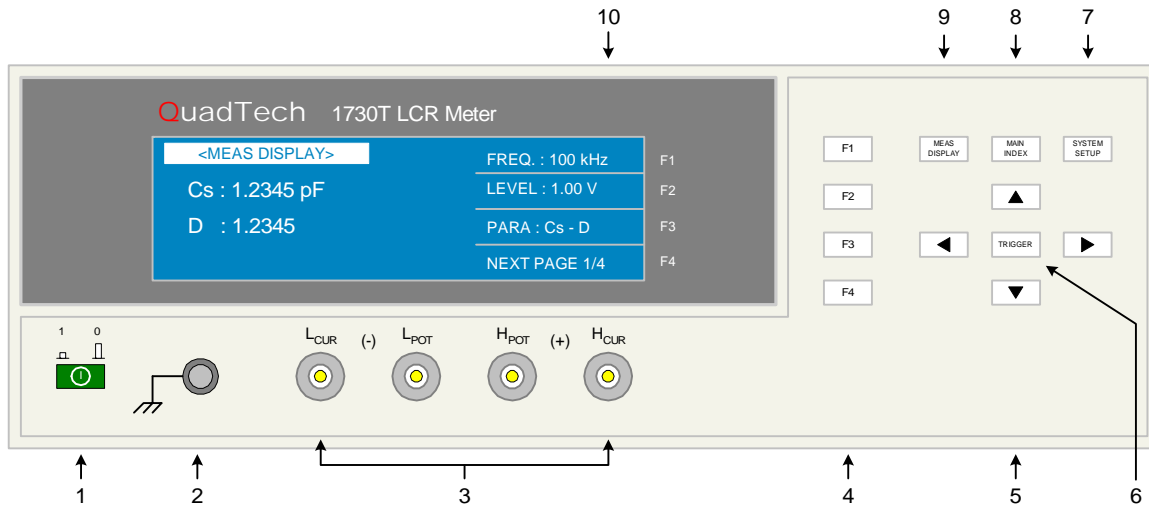 10 9 8 7
QuadTech 1730T LCR Meter
<MEAS DISPLAY>
Cs : 1.2345 pF
D : 1.2345
FREQ. : 100 kHz F1
LEVEL : 1.00 V F2
PARA : Cs - D F3
NEXT PAGE 1/4 F4
F1
F2
F3
F4
MEAS DISPLAY
MAIN INDEX
SYSTEM SETUP
TRIGGER
1 0
LCUR (-) LPOT HPOT (+) HCUR
1 2 3 4 5 6